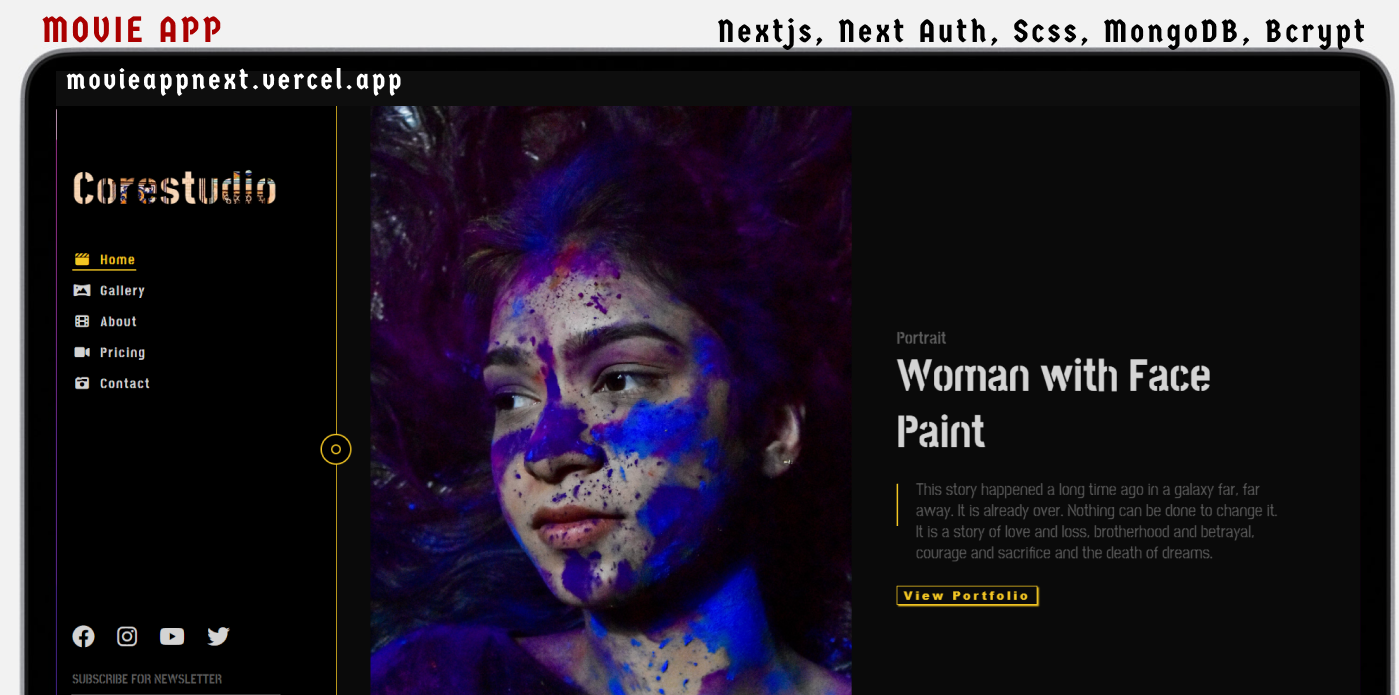 MOVIE APP
Nextjs, Next Auth, Scss, MongoDB, Bcrypt
movieappnext.vercel.app
Corestudio
Home
Gallery
About
Pricing
Contact
SUBSCRIBE FOR NEWSLETTER
Portrait
Woman with Face
Paint
This story happened a long time ago in a galaxy far, far
away. It is already over. Nothing can be done to change it.
It is a story of love and loss, brotherhood and betrayal,
courage and sacrifice and the death of dreams.
View Portfolio